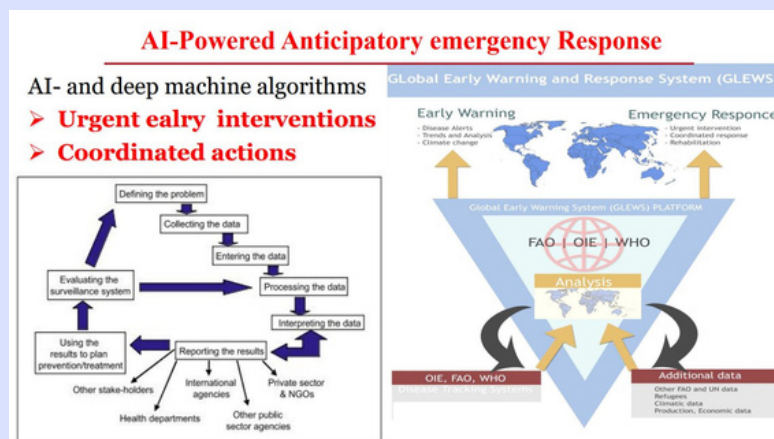 AI-Powered Anticipatory emergency Response
AI- and deep machine algorithms
➤ Urgent ealry interventions
➤ Coordinated actions
Defining the problem
Collecting the data
Entering the data
Processing the data
Interpreting the data
Reporting the results
Using the
results to plan
prevention/treatment
Evaluating the
surveillance system
Other stake-holders
Health departments
International
agencies
Other public
sector agencies
Private sector
& NGOs
GLobal Early Warning and Response System (GLEWS)
Early Warning
- Disease Alerts
- Trends and Analysis
- Climate change
Emergency Responce
- Urgent intervention
- Coordinated response
- Rehabilitation
Global Early Warning System (GLEWS) PLATFORM
FAO | OIE | WHO
Analysis
OIE, FAO, WHO
Disease Tracking Systems
Additional data
Other FAO and UN data
Refugees
Climatic data
Production, Economic data